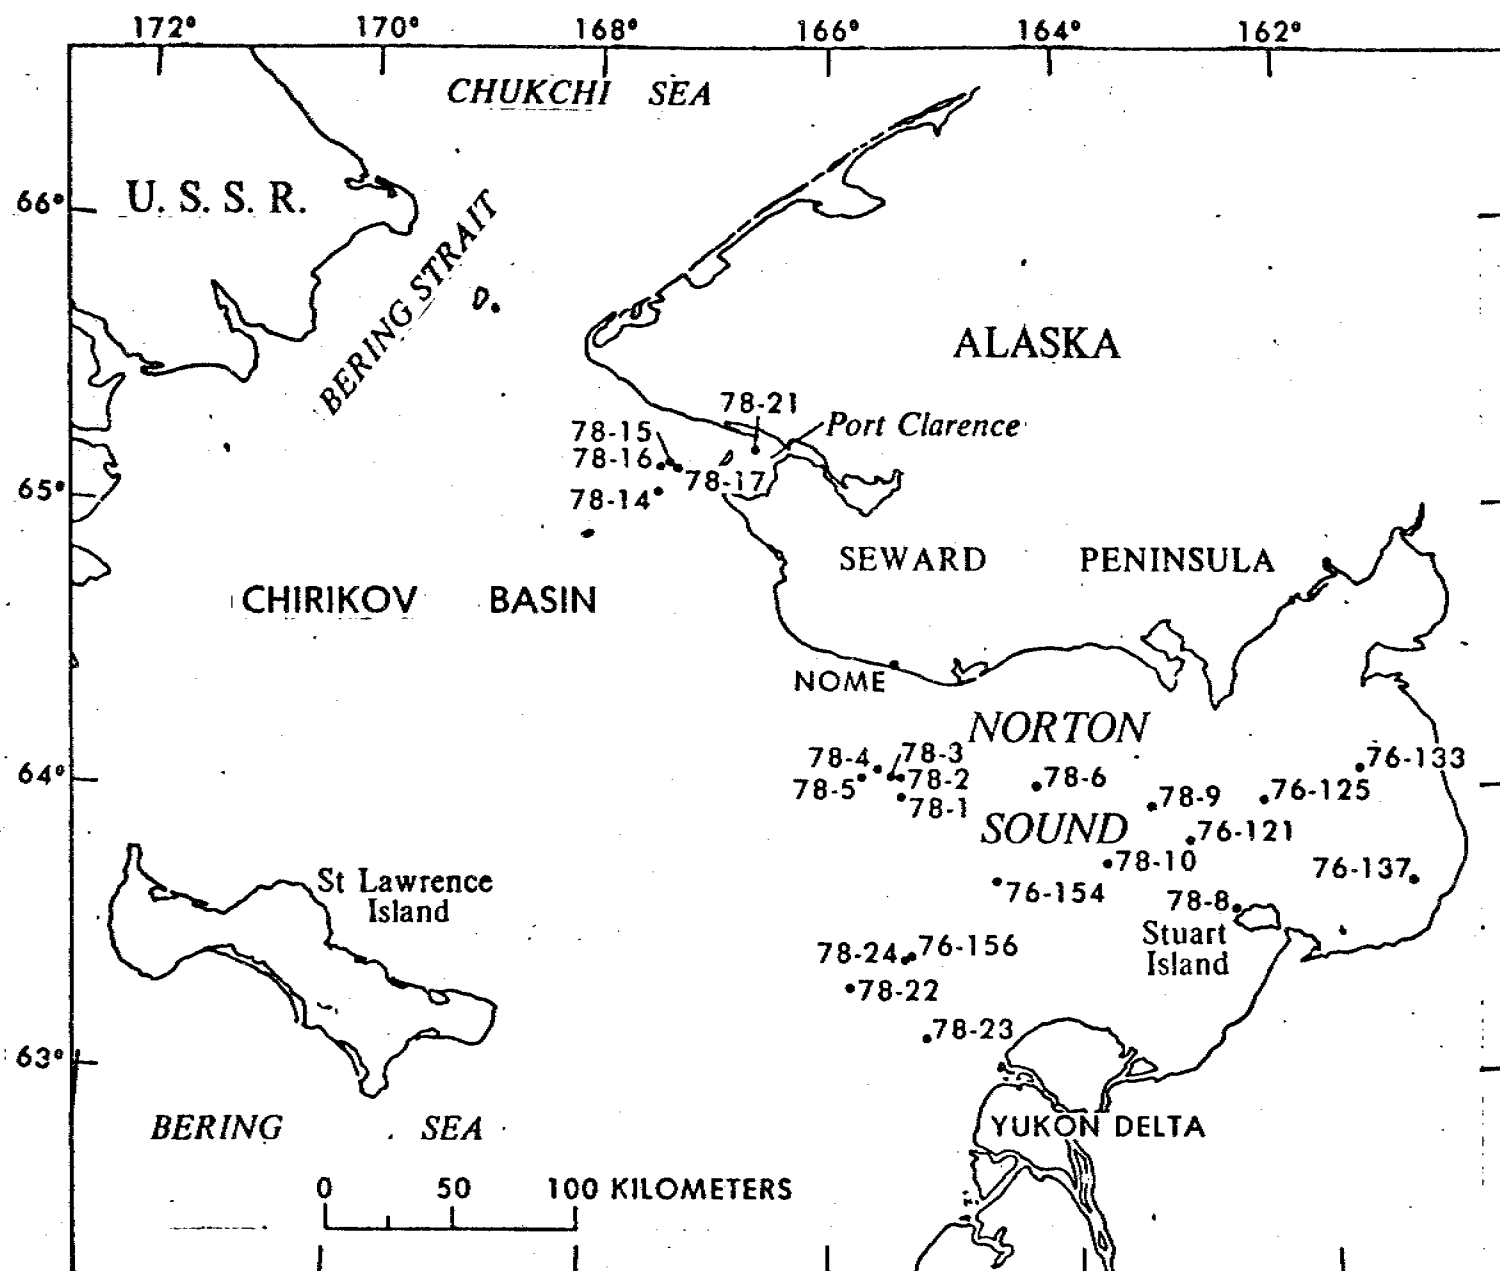 172° 170° 168° 166° 164° 162°
CHUKCHI SEA
66°
U. S. S. R.
BERING STRAIT
ALASKA
78-21
Port Clarence
78-15
78-16
78-17
65°
78-14
SEWARD PENINSULA
CHIRIKOV BASIN
NOME
NORTON
78-4 78-3
76-133
64°
78-5 78-2 78-6 78-9 76-125
78-1
SOUND
76-121
78-10
76-137
St Lawrence
Island
76-154
78-8
Stuart
Island
78-24 76-156
78-22
78-23
63°
BERING SEA
YUKON DELTA
0 50 100 KILOMETERS